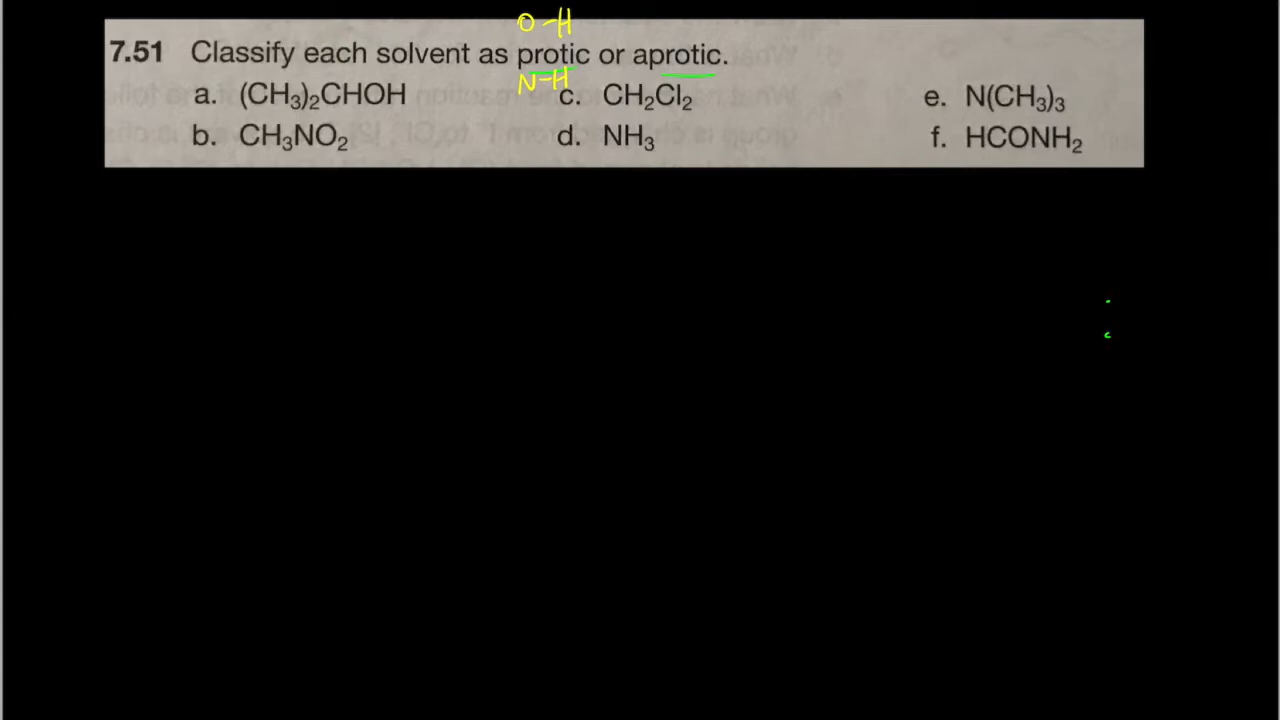 O-H
7.51 Classify each solvent as protic or aprotic.
N-H
a. (CH₃)₂CHOH c. CH₂Cl₂ e. N(CH₃)₃
b. CH₃NO₂ d. NH₃ f. HCONH₂